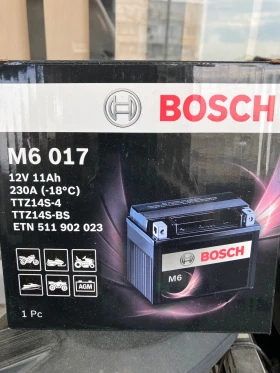 BOSCH
M6 017
12V 11Ah
230A (-18°C)
TTZ14S-4
TTZ14S-BS
ETN 511 902 023
BOSCH
M6
AGM
1 Pc